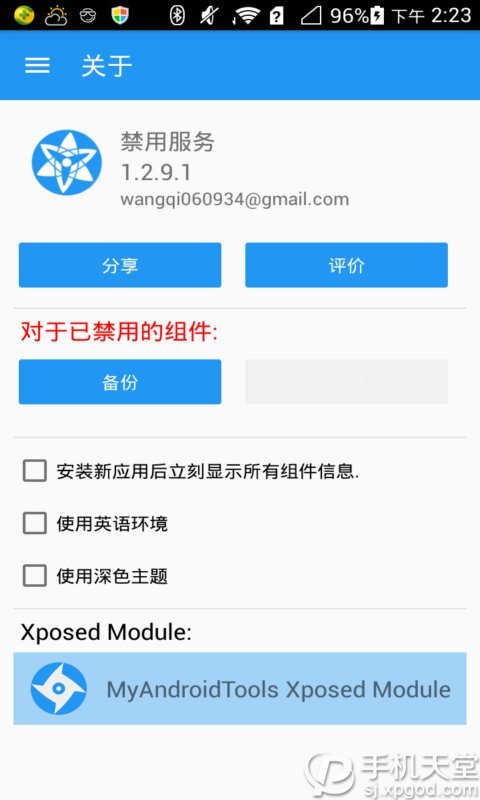 96% 下午 2:23
关于
禁用服务
1.2.9.1
wangqi060934@gmail.com
分享 评价
对于已禁用的组件:
备份
安装新应用后立刻显示所有组件信息.
使用英语环境
使用深色主题
Xposed Module:
MyAndroidTools Xposed Module
手机天堂
sj.xpgod.com